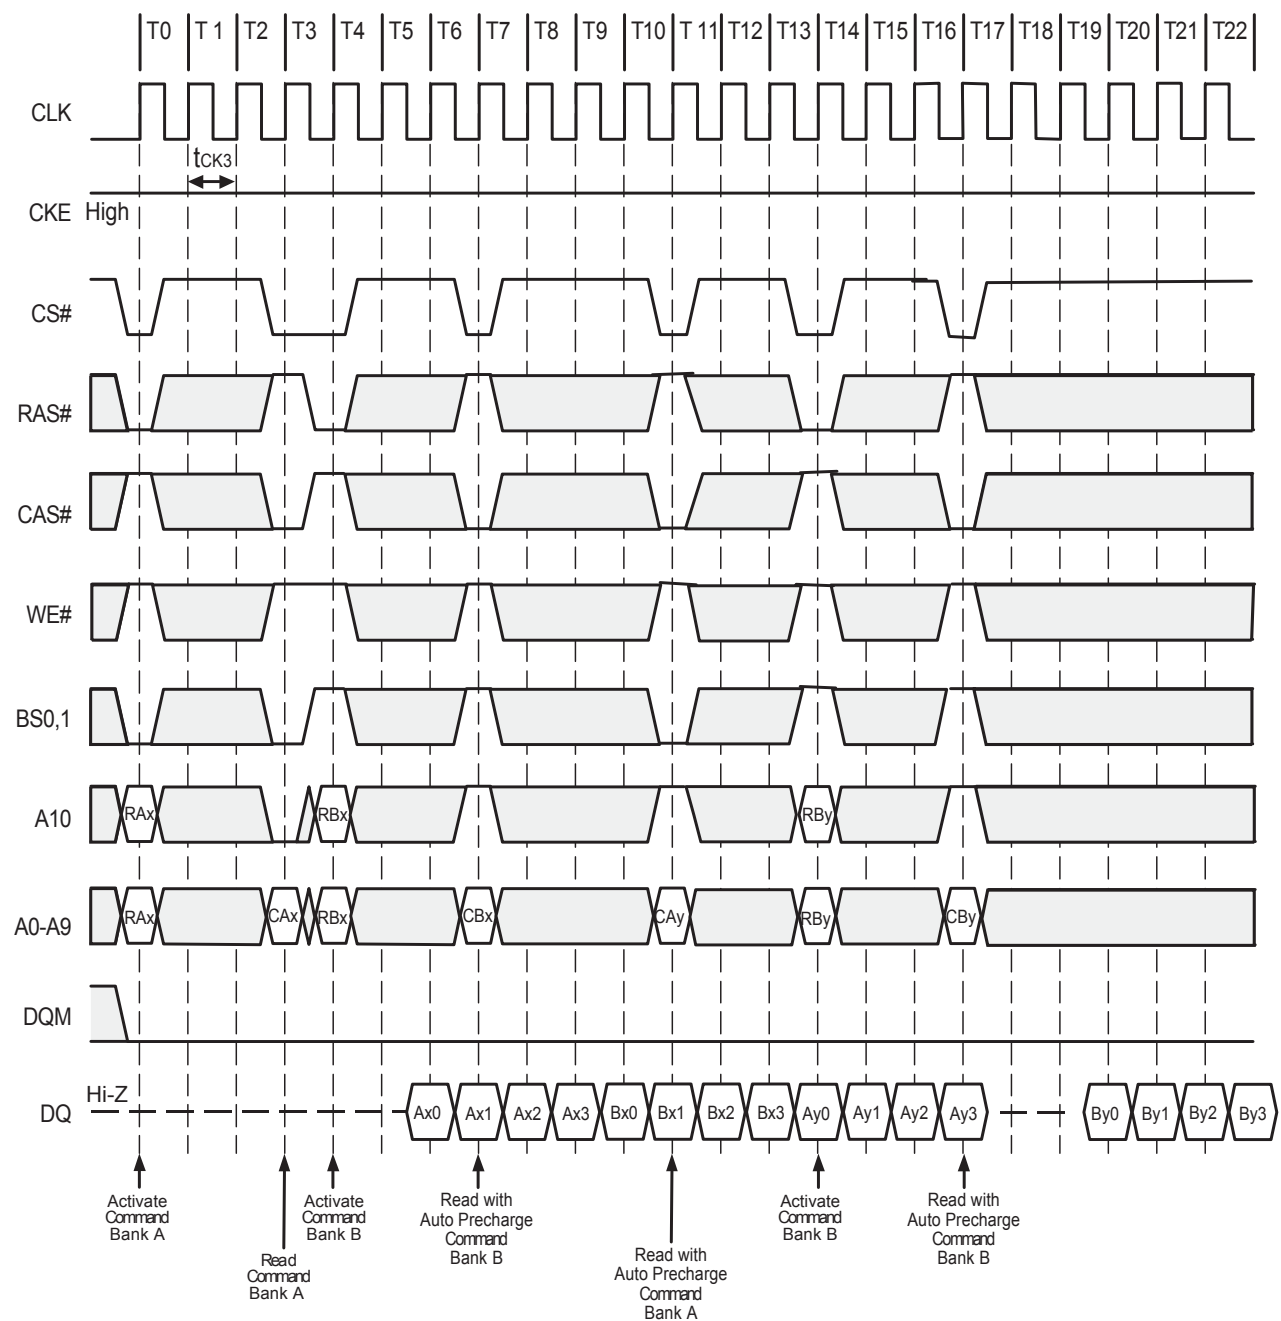 T0 T 1 T2 T3 T4 T5 T6 T7 T8 T9 T10 T 11 T12 T13 T14 T15 T16 T17 T18 T19 T20 T21 T22
CLK
tCK3
CKE High
CS#
RAS#
CAS#
WE#
BS0,1
A10 RAx RBx RBy
A0-A9 RAx CAx RBx CBx CAy RBy CBy
DQM
Hi-Z
DQ Ax0 Ax1 Ax2 Ax3 Bx0 Bx1 Bx2 Bx3 Ay0 Ay1 Ay2 Ay3 By0 By1 By2 By3
Activate
Command
Bank A
Read
Command
Bank A
Activate
Command
Bank B
Read with
Auto Precharge
Command
Bank B
Read with
Auto Precharge
Command
Bank A
Activate
Command
Bank B
Read with
Auto Precharge
Command
Bank B